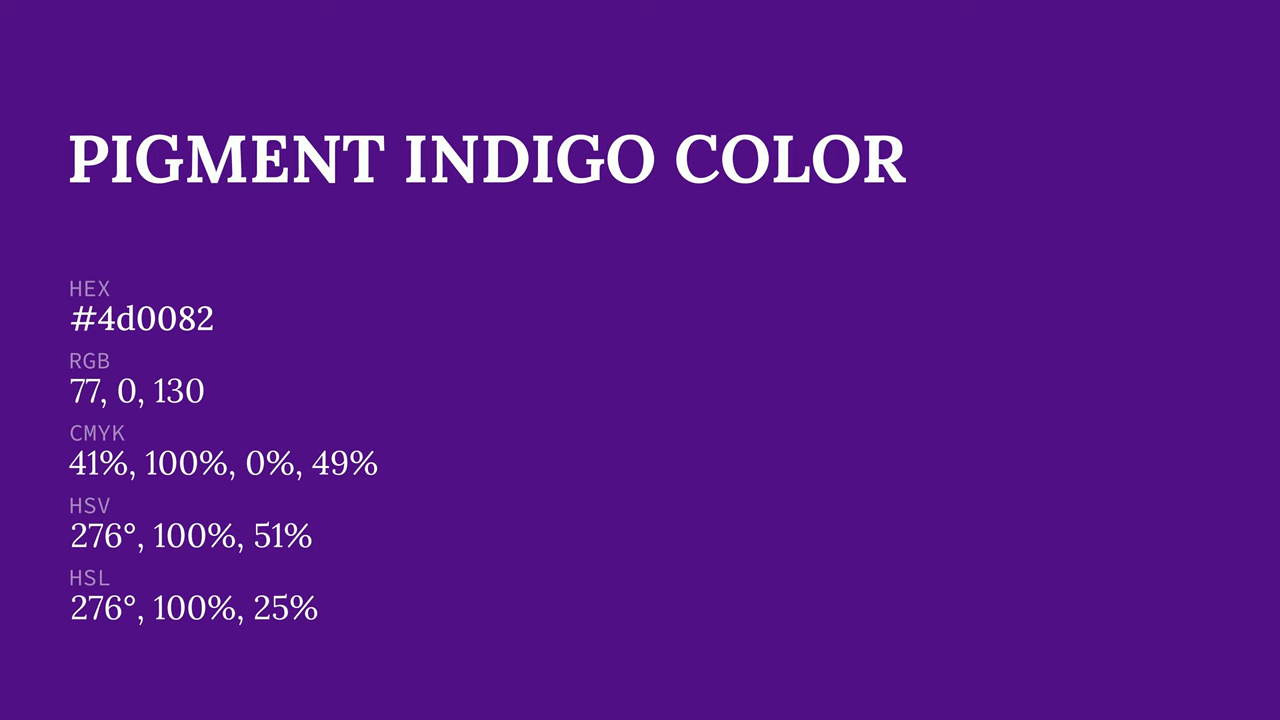 PIGMENT INDIGO COLOR
HEX
#4d0082
RGB
77, 0, 130
CMYK
41%, 100%, 0%, 49%
HSV
276°, 100%, 51%
HSL
276°, 100%, 25%